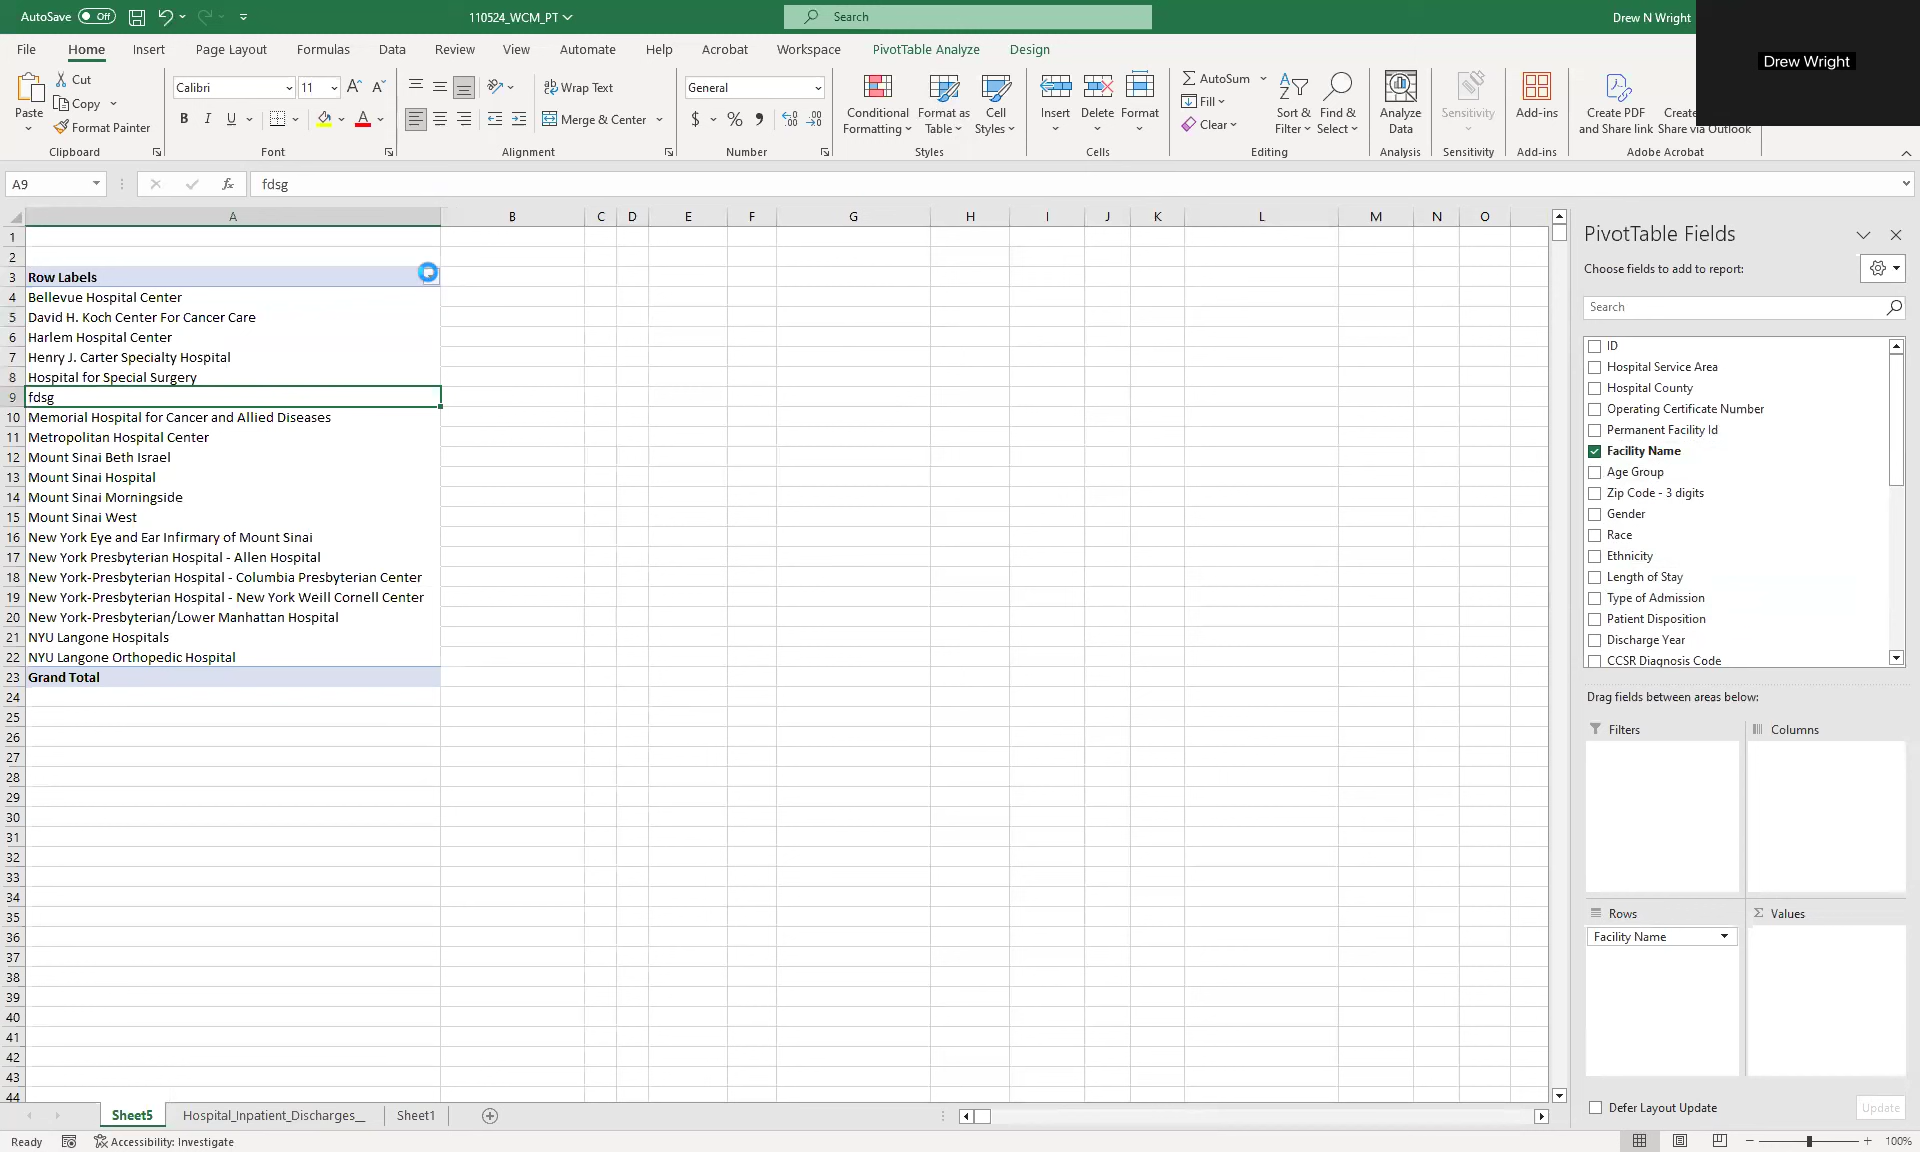 AutoSave Off
110524_WCM_PT
Search
Drew N Wright
Drew Wright
File Home Insert Page Layout Formulas Data Review View Automate Help Acrobat Workspace PivotTable Analyze Design
Paste
Cut
Copy
Format Painter
Clipboard
Calibri 11
B I U
Font
Wrap Text
Merge & Center
Alignment
General
$ % 9
Number
Conditional Formatting
Format as Table
Cell Styles
Styles
Insert Delete Format
Cells
AutoSum
Fill
Clear
Sort & Filter
Find & Select
Editing
Analyze Data
Analysis
Sensitivity
Sensitivity
Add-ins
Add-ins
Create PDF and Share link
Create
Share via Outlook
Adobe Acrobat
A9 fx fdsg
A B C D E F G H I J K L M N O
1
2
3 Row Labels
4 Bellevue Hospital Center
5 David H. Koch Center For Cancer Care
6 Harlem Hospital Center
7 Henry J. Carter Specialty Hospital
8 Hospital for Special Surgery
9 fdsg
10 Memorial Hospital for Cancer and Allied Diseases
11 Metropolitan Hospital Center
12 Mount Sinai Beth Israel
13 Mount Sinai Hospital
14 Mount Sinai Morningside
15 Mount Sinai West
16 New York Eye and Ear Infirmary of Mount Sinai
17 New York Presbyterian Hospital - Allen Hospital
18 New York-Presbyterian Hospital - Columbia Presbyterian Center
19 New York-Presbyterian Hospital - New York Weill Cornell Center
20 New York-Presbyterian/Lower Manhattan Hospital
21 NYU Langone Hospitals
22 NYU Langone Orthopedic Hospital
23 Grand Total
24
25
26
27
28
29
30
31
32
33
34
35
36
37
38
39
40
41
42
43
44
PivotTable Fields
Choose fields to add to report:
Search
ID
Hospital Service Area
Hospital County
Operating Certificate Number
Permanent Facility Id
Facility Name
Age Group
Zip Code - 3 digits
Gender
Race
Ethnicity
Length of Stay
Type of Admission
Patient Disposition
Discharge Year
CCSR Diagnosis Code
Drag fields between areas below:
Filters
Columns
Rows
Facility Name
Values
Defer Layout Update
Update
Sheet5 Hospital_Inpatient_Discharges__ Sheet1
Ready Accessibility: Investigate
100%